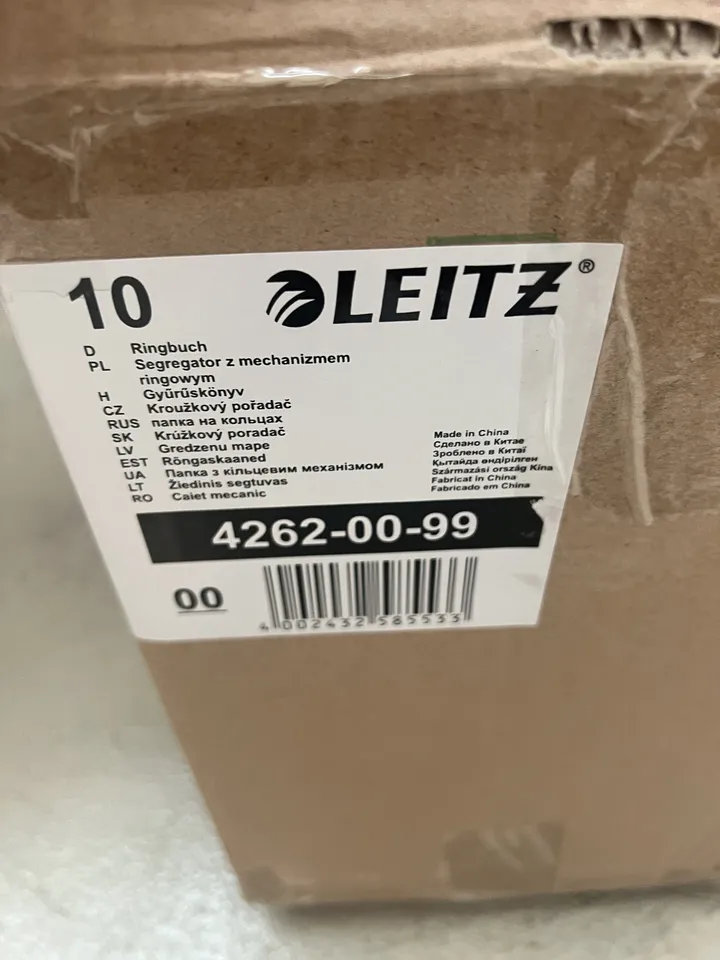 10
LEITZ®
D Ringbuch
PL Segregator z mechanizmem
ringowym
H Gyűrűskönyv
CZ Kroužkový pořadač
RUS папка на кольцах
SK Krúžkový poradač
LV Gredzenu mape
EST Rõngaskaaned
UA Папка з кільцевим механізмом
LT Žiedinis segtuvas
RO Caiet mecanic
Made in China
Сделано в Китае
Зроблено в Китаї
Қытайда өндірілген
Származási ország Kína
Fabricat in China
Fabricado em China
4262-00-99
00
4 002432 585533